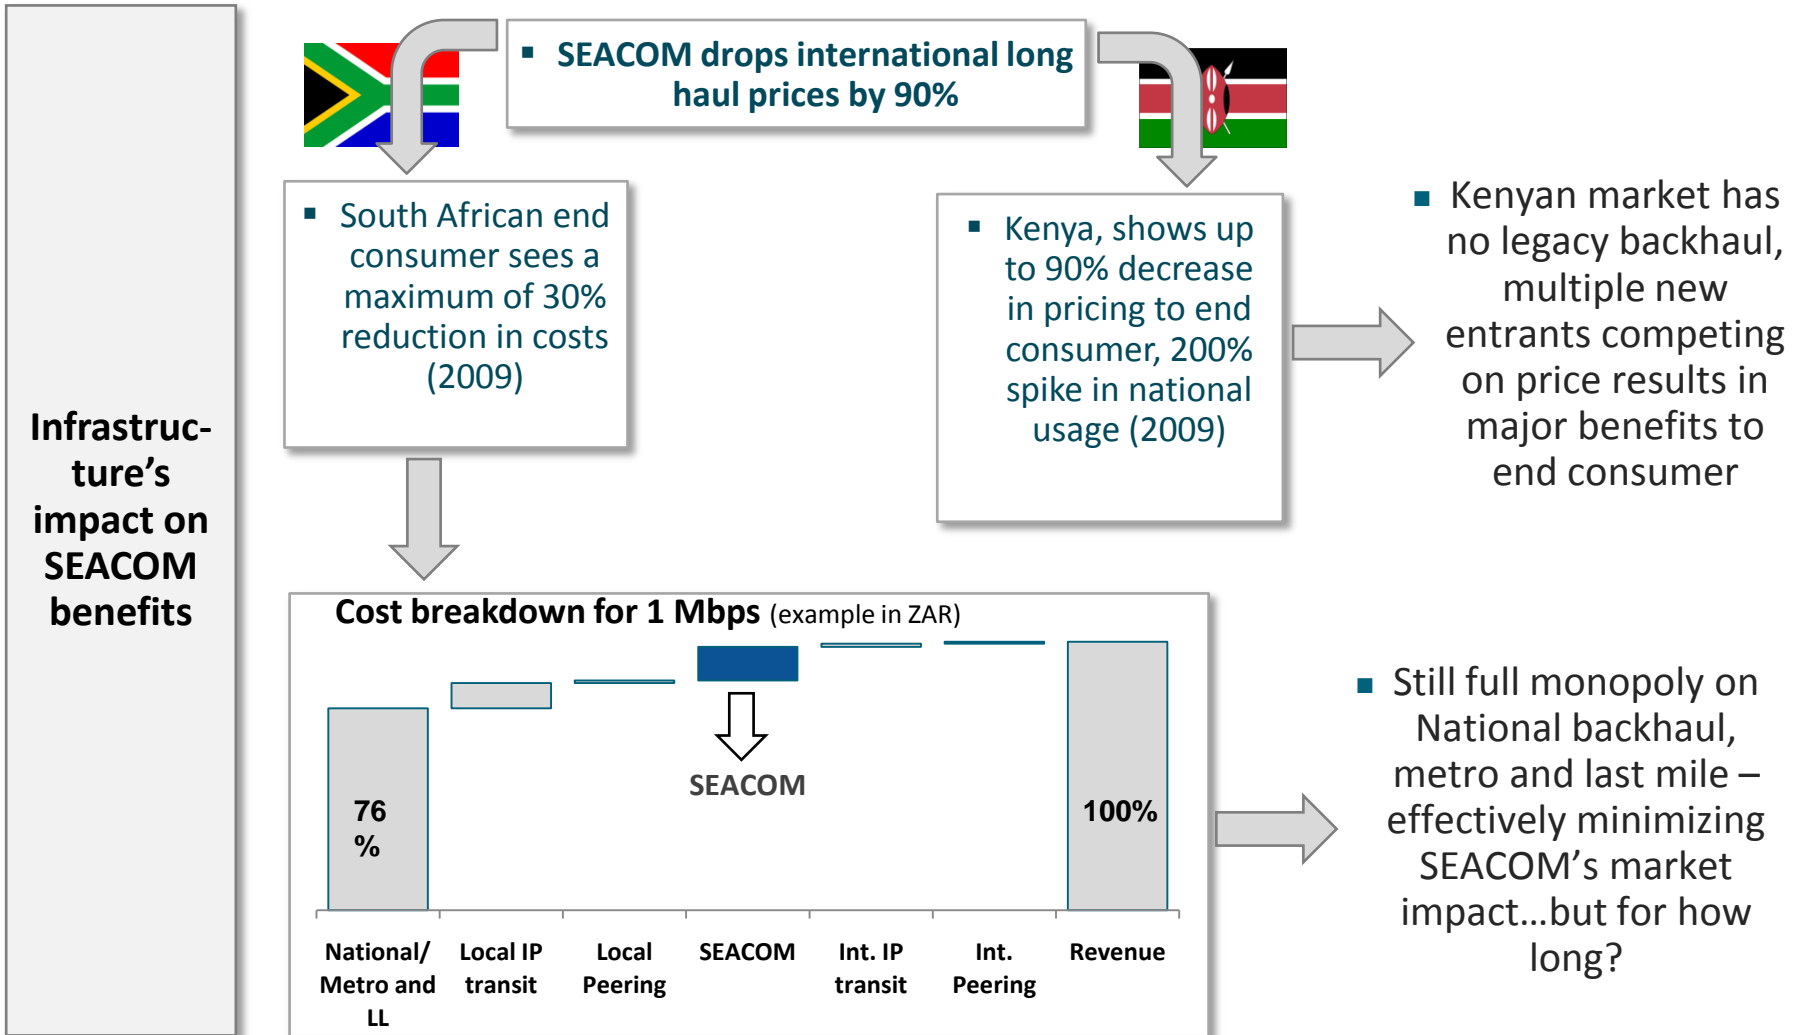 Infrastruc-
ture's
impact on
SEACOM
benefits
▪ SEACOM drops international long
haul prices by 90%
▪ South African end
consumer sees a
maximum of 30%
reduction in costs
(2009)
▪ Kenya, shows up
to 90% decrease
in pricing to end
consumer, 200%
spike in national
usage (2009)
▪ Kenyan market has
no legacy backhaul,
multiple new
entrants competing
on price results in
major benefits to
end consumer
Cost breakdown for 1 Mbps (example in ZAR)
76
%
SEACOM
100%
National/
Metro and
LL
Local IP
transit
Local
Peering
SEACOM
Int. IP
transit
Int.
Peering
Revenue
▪ Still full monopoly on
National backhaul,
metro and last mile –
effectively minimizing
SEACOM's market
impact...but for how
long?